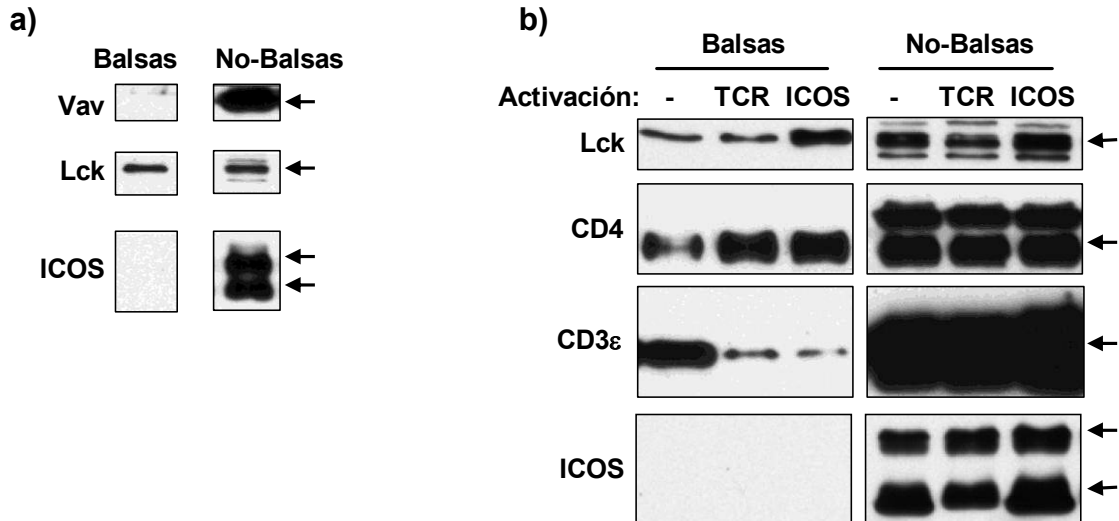 a)
Balsas No-Balsas
Vav
Lck
ICOS
b)
Balsas No-Balsas
Activación: - TCR ICOS - TCR ICOS
Lck
CD4
CD3ε
ICOS